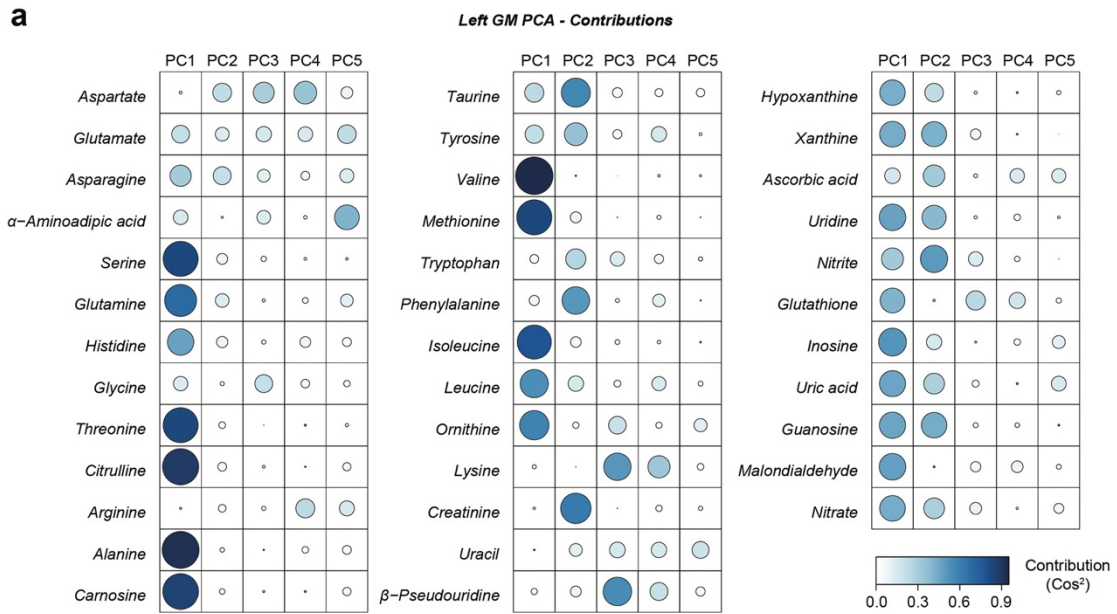 a
Left GM PCA - Contributions
PC1 PC2 PC3 PC4 PC5
Aspartate
Glutamate
Asparagine
α−Aminoadipic acid
Serine
Glutamine
Histidine
Glycine
Threonine
Citrulline
Arginine
Alanine
Carnosine
PC1 PC2 PC3 PC4 PC5
Taurine
Tyrosine
Valine
Methionine
Tryptophan
Phenylalanine
Isoleucine
Leucine
Ornithine
Lysine
Creatinine
Uracil
β−Pseudouridine
PC1 PC2 PC3 PC4 PC5
Hypoxanthine
Xanthine
Ascorbic acid
Uridine
Nitrite
Glutathione
Inosine
Uric acid
Guanosine
Malondialdehyde
Nitrate
Contribution
(Cos²)
0.0 0.3 0.6 0.9